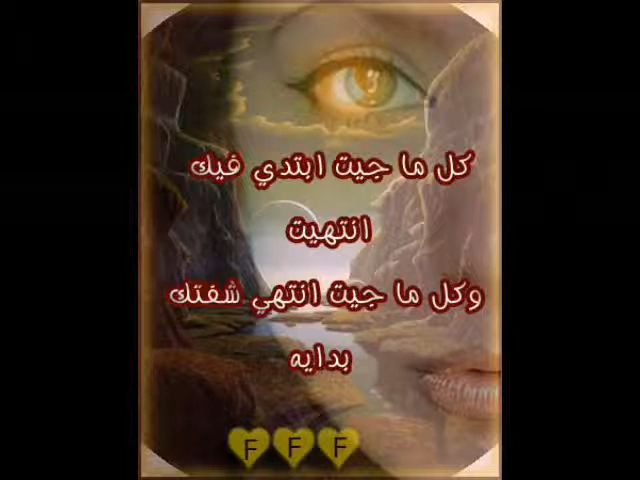 كل ما جيت ابتدي فيك
انتهيت
وكل ما جيت انتهي شفتك
بدايه
F F F